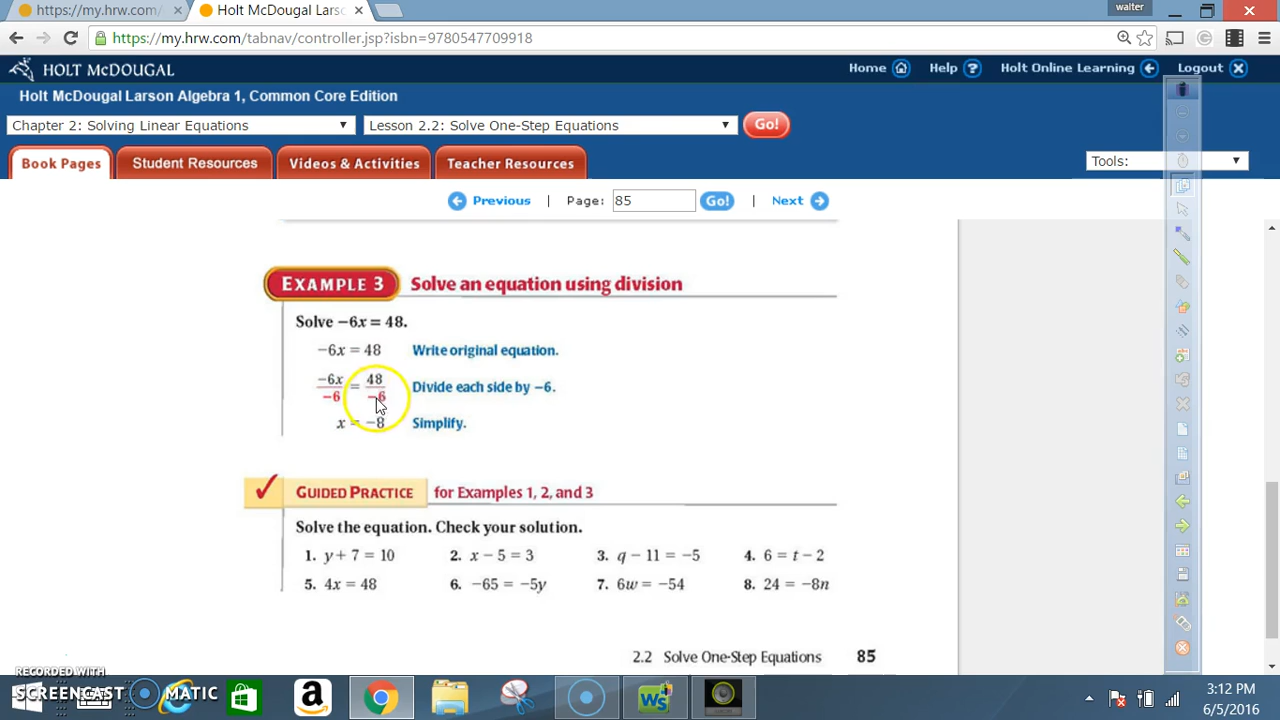 walter
https://my.hrw.com/ ×
Holt McDougal Lars ×
https://my.hrw.com/tabnav/controller.jsp?isbn=9780547709918
HOLT MCDOUGAL
Home Help ? Holt Online Learning Logout
Holt McDougal Larson Algebra 1, Common Core Edition
Chapter 2: Solving Linear Equations Lesson 2.2: Solve One-Step Equations Go!
Book Pages Student Resources Videos & Activities Teacher Resources Tools:
Previous | Page: 85 Go! | Next
EXAMPLE 3 Solve an equation using division
Solve −6x = 48.
−6x = 48 Write original equation.
−6x/−6 = 48/−6 Divide each side by −6.
x = −8 Simplify.
GUIDED PRACTICE for Examples 1, 2, and 3
Solve the equation. Check your solution.
1. y + 7 = 10 2. x − 5 = 3 3. q − 11 = −5 4. 6 = t − 2
5. 4x = 48 6. −65 = −5y 7. 6w = −54 8. 24 = −8n
2.2 Solve One-Step Equations 85
RECORDED WITH
SCREENCAST MATIC
a
WS
3:12 PM
6/5/2016